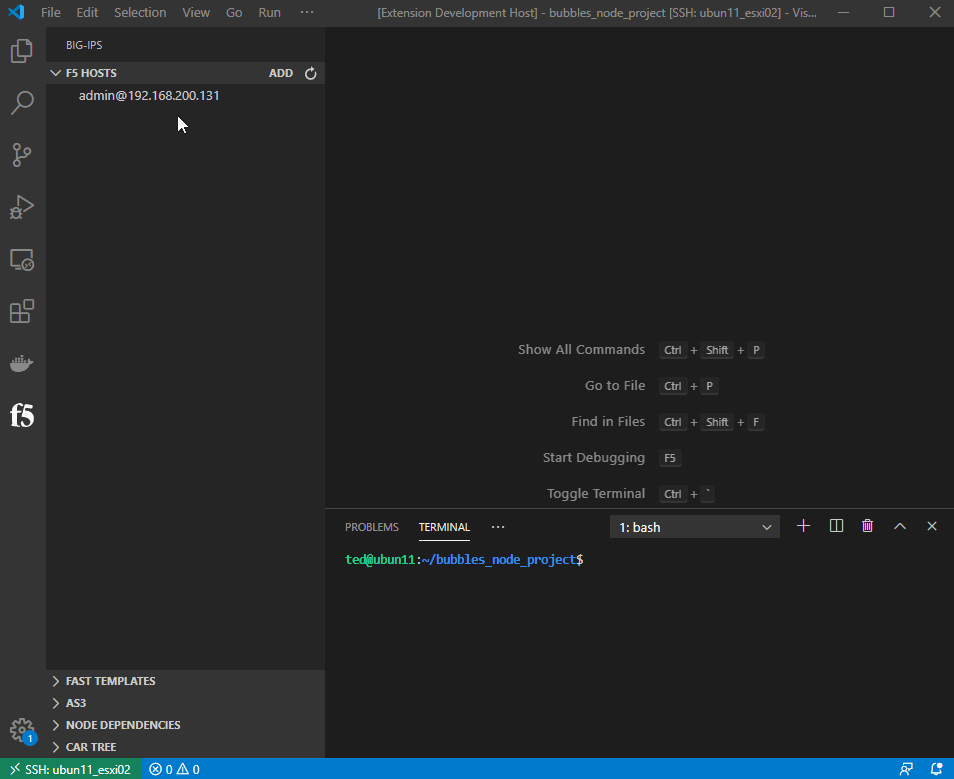 File Edit Selection View Go Run ··· [Extension Development Host] - bubbles_node_project [SSH: ubun11_esxi02] - Vis...
BIG-IPS
F5 HOSTS ADD
admin@192.168.200.131
f5
Show All Commands Ctrl + Shift + P
Go to File Ctrl + P
Find in Files Ctrl + Shift + F
Start Debugging F5
Toggle Terminal Ctrl + `
PROBLEMS TERMINAL ··· 1: bash
ted@ubun11:~/bubbles_node_project$
FAST TEMPLATES
AS3
NODE DEPENDENCIES
CAR TREE
1
SSH: ubun11_esxi02 0 0